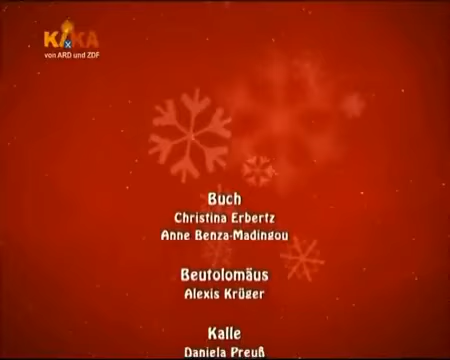 KiKA
von ARD und ZDF
Buch
Christina Erbertz
Anne Benza-Madingou
Beutolomäus
Alexis Krüger
Kalle
Daniela Preuß